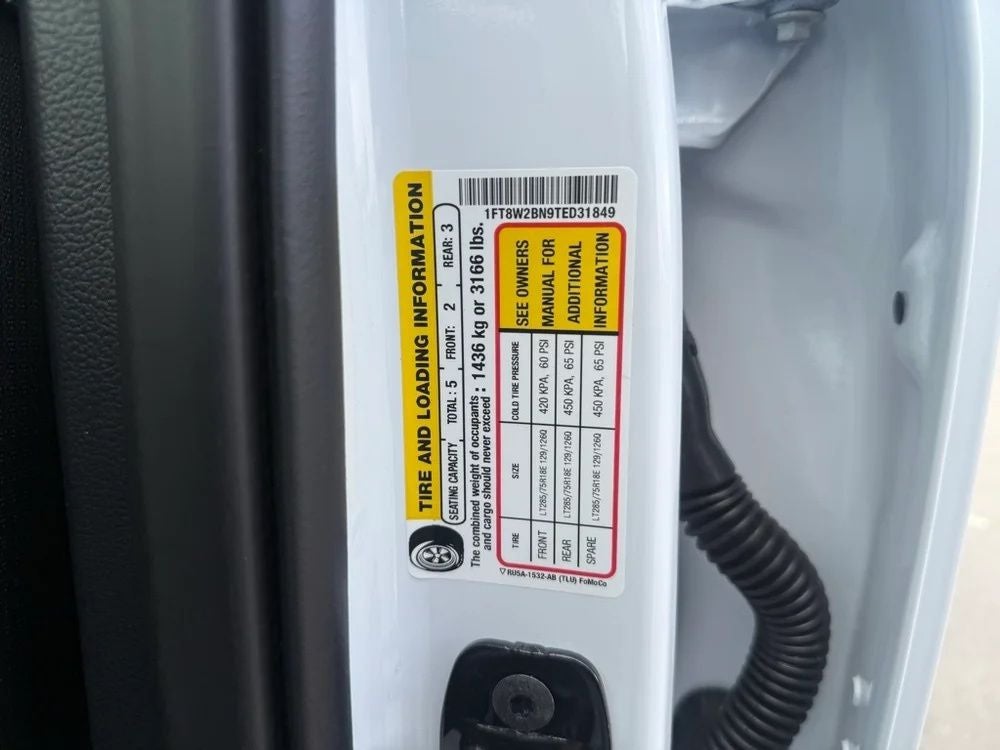 1FT8W2BN9TED31849
TIRE AND LOADING INFORMATION
SEATING CAPACITY TOTAL : 5 FRONT: 2 REAR: 3
The combined weight of occupants and cargo should never exceed : 1436 kg or 3166 lbs.
TIRE SIZE COLD TIRE PRESSURE
FRONT LT285/75R18E 129/126Q 420 KPA, 60 PSI
REAR LT285/75R18E 129/126Q 450 KPA, 65 PSI
SPARE LT285/75R18E 129/126Q 450 KPA, 65 PSI
SEE OWNERS
MANUAL FOR
ADDITIONAL
INFORMATION
▽ RU5A-1532-AB (TLU) FoMoCo